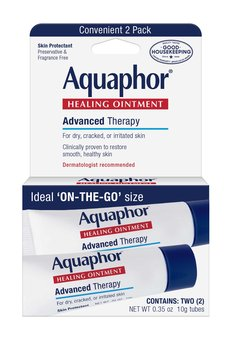 Convenient 2 Pack
Skin Protectant
Preservative &
Fragrance Free
GOOD
HOUSEKEEPING
Aquaphor®
HEALING OINTMENT
Advanced Therapy
For dry, cracked, or irritated skin
Clinically proven to restore
smooth, healthy skin
Dermatologist recommended
Ideal 'ON-THE-GO' size
Aquaphor
HEALING OINTMENT
Advanced Therapy
Aquaphor
HEALING OINTMENT
Advanced Therapy
For dry, cracked, or irritated skin
Skin Protectant
CONTAINS: TWO (2)
NET WT 0.35 oz 10g tubes